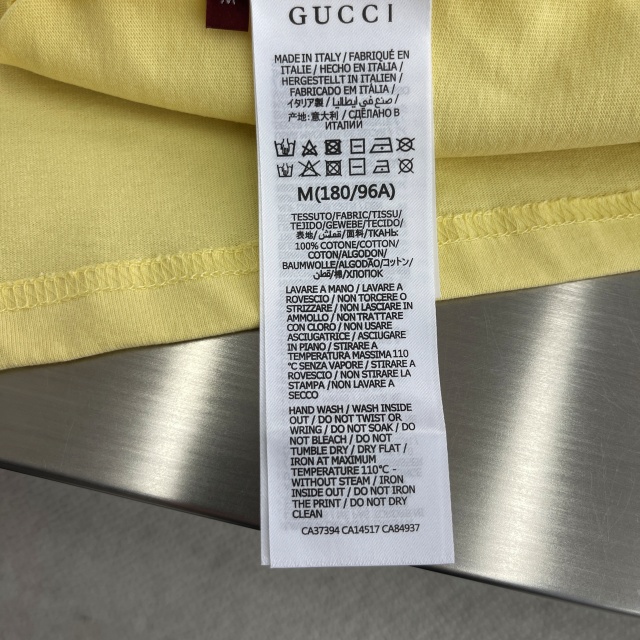 M
GUCCI
MADE IN ITALY / FABRIQUÉ EN
ITALIE / HECHO EN ITALIA /
HERGESTELLT IN ITALIEN /
FABRICADO EM ITÁLIA /
イタリア製 / صنع في ايطاليا /
产地:意大利 / СДЕЛАНО В
ИТАЛИИ
M(180/96A)
TESSUTO/FABRIC/TISSU/
TEJIDO/GEWEBE/TECIDO/
表地/قماش/面料/ТКАНЬ:
100% COTONE/COTTON/
COTON/ALGODON/
BAUMWOLLE/ALGODÃO/コットン/
قطن/棉/ХЛОПОК
LAVARE A MANO / LAVARE A
ROVESCIO / NON TORCERE O
STRIZZARE / NON LASCIARE IN
AMMOLLO / NON TRATTARE
CON CLORO / NON USARE
ASCIUGATRICE / ASCIUGARE
IN PIANO / STIRARE A
TEMPERATURA MASSIMA 110
°C SENZA VAPORE / STIRARE A
ROVESCIO / NON STIRARE LA
STAMPA /NON LAVARE A
SECCO
HAND WASH / WASH INSIDE
OUT / DO NOT TWIST OR
WRING / DO NOT SOAK / DO
NOT BLEACH / DO NOT
TUMBLE DRY / DRY FLAT /
IRON AT MAXIMUM
TEMPERATURE 110°C -
WITHOUT STEAM / IRON
INSIDE OUT / DO NOT IRON
THE PRINT / DO NOT DRY
CLEAN
CA37394 CA14517 CA84937